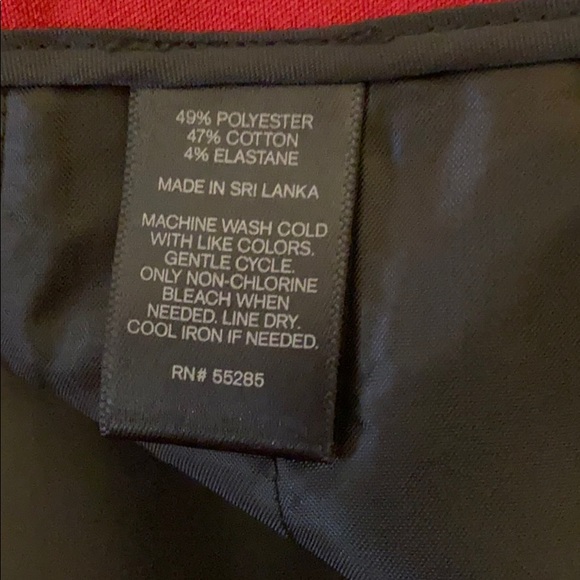 49% POLYESTER
47% COTTON
4% ELASTANE
MADE IN SRI LANKA
MACHINE WASH COLD
WITH LIKE COLORS.
GENTLE CYCLE.
ONLY NON-CHLORINE
BLEACH WHEN
NEEDED. LINE DRY.
COOL IRON IF NEEDED.
RN# 55285